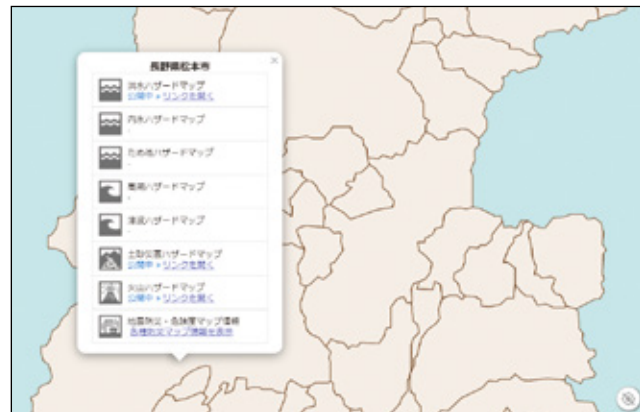 長野県松本市
洪水ハザードマップ
公開中 » リンクを開く
内水ハザードマップ
-
ため池ハザードマップ
-
高潮ハザードマップ
-
津波ハザードマップ
-
土砂災害ハザードマップ
公開中 » リンクを開く
火山ハザードマップ
公開中 » リンクを開く
地震防災・危険度マップ情報
各種防災マップ情報を表示